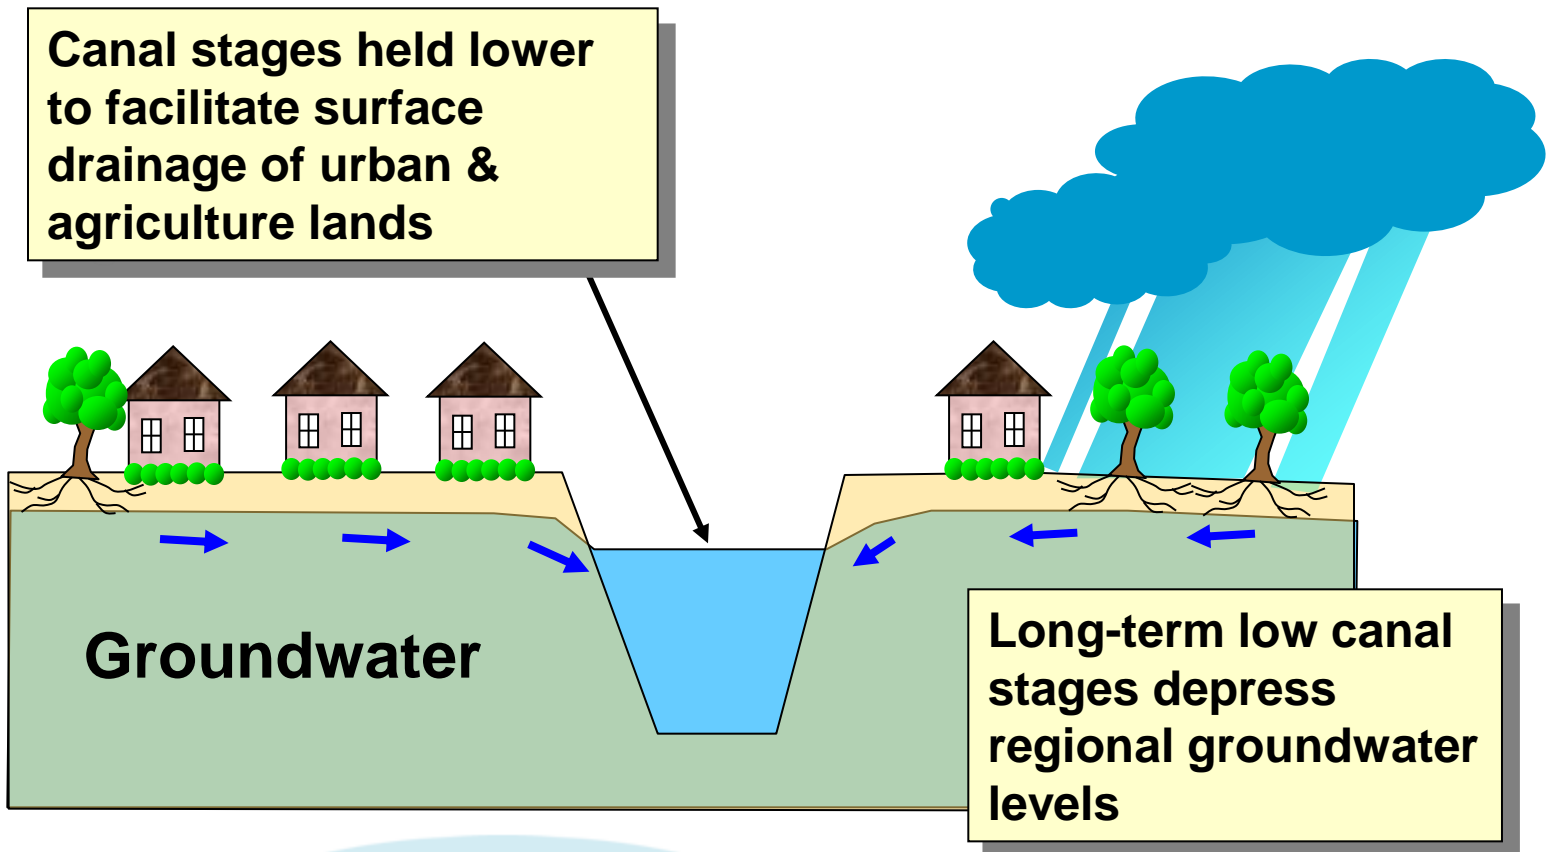 Canal stages held lower
to facilitate surface
drainage of urban &
agriculture lands
Groundwater
Long-term low canal
stages depress
regional groundwater
levels